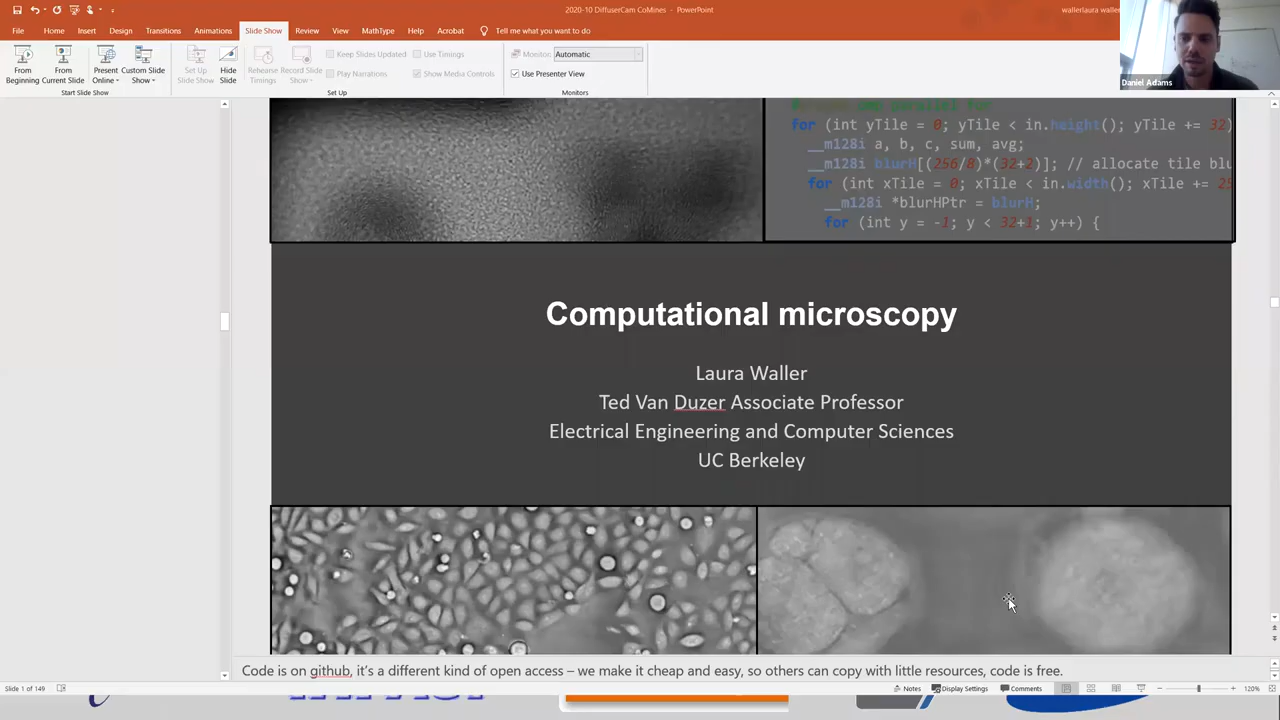 2020-10 DiffuserCam CoMines - PowerPoint
wallerlaura waller
File Home Insert Design Transitions Animations Slide Show Review View MathType Help Acrobat Tell me what you want to do
From Beginning
From Current Slide
Present Online
Custom Slide Show
Set Up Slide Show
Hide Slide
Rehearse Timings
Record Slide Show
Keep Slides Updated
Play Narrations
Use Timings
Show Media Controls
Monitor: Automatic
Use Presenter View
Start Slide Show
Set Up
Monitors
Daniel Adams
for (int yTile = 0; yTile < in.height(); yTile += 32)
__m128i a, b, c, sum, avg;
__m128i blurH[(256/8)*(32+2)]; // allocate tile blu
for (int xTile = 0; xTile < in.width(); xTile += 25
__m128i *blurHPtr = blurH;
for (int y = -1; y < 32+1; y++) {
Computational microscopy
Laura Waller
Ted Van Duzer Associate Professor
Electrical Engineering and Computer Sciences
UC Berkeley
Code is on github, it's a different kind of open access – we make it cheap and easy, so others can copy with little resources, code is free.
Slide 1 of 149
Notes
Display Settings
Comments
120%